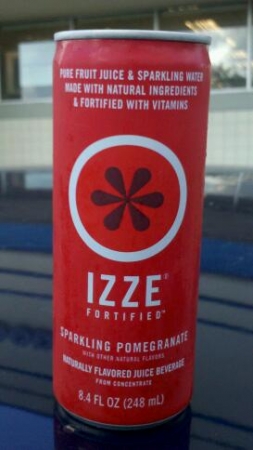 PURE FRUIT JUICE & SPARKLING WATER
MADE WITH NATURAL INGREDIENTS
& FORTIFIED WITH VITAMINS
IZZE®
FORTIFIED™
SPARKLING POMEGRANATE
WITH OTHER NATURAL FLAVORS
NATURALLY FLAVORED JUICE BEVERAGE
FROM CONCENTRATE
8.4 FL OZ (248 mL)